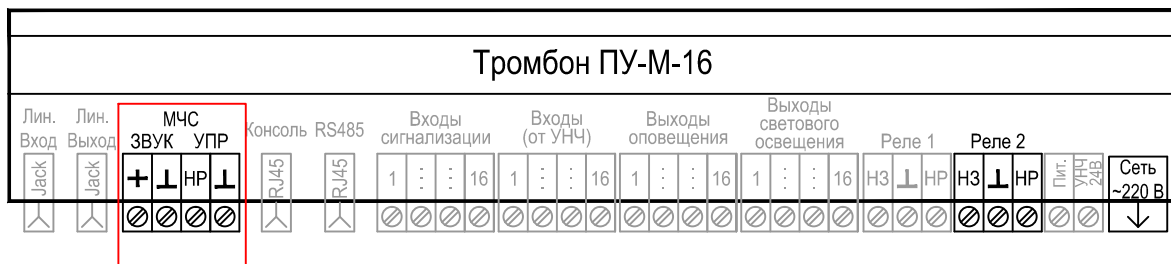 Тромбон ПУ-М-16
Лин. Вход
Jack
Лин. Выход
Jack
МЧС
ЗВУК УПР
+ ⊥ НР ⊥
Консоль
RJ45
RS485
RJ45
Входы
сигнализации
1 : : 16
Входы
(от УНЧ)
1 : : 16
Выходы
оповещения
1 : : 16
Выходы
светового
освещения
1 : : 16
Реле 1
НЗ ⊥ НР
Реле 2
НЗ ⊥ НР
Пит.
УНЧ
24В
Сеть
~220 В